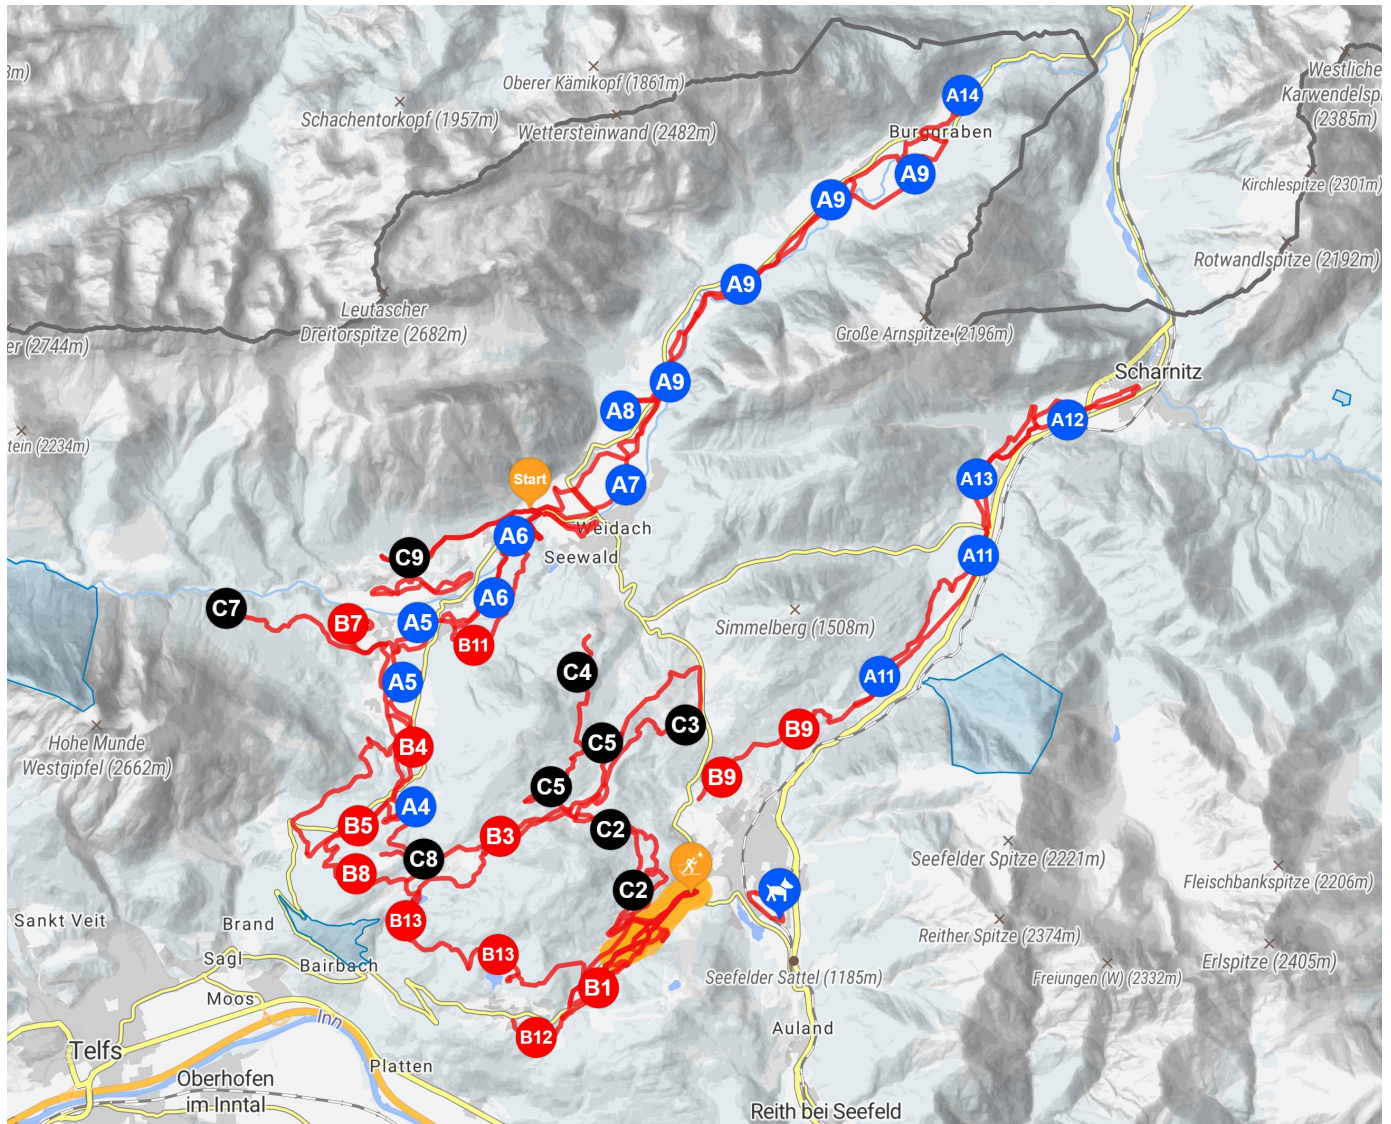 Oberer Kämikopf (1861m)
Westliche
Karwendelsp
(2385m)
8m)
Schachentorkopf (1957m)
Wettersteinwand (2482m)
A14
Burggraben
A9
A9
Kirchlespitze (2301m)
Rotwandlspitze (2192m)
A9
Leutascher
Dreitorspitze (2682m)
er (2744m)
Große Arnspitze (2196m)
Scharnitz
A9
A8
A12
tein (2234m)
Start
A7
A13
A6
Weidach
Seewald
C9
A11
A6
C7
B7
A5
B11
Simmelberg (1508m)
C4
A5
A11
C3
B9
Hohe Munde
Westgipfel (2662m)
B4
C5
B9
C5
A4
B5
C2
B3
C8
B8
Seefelder Spitze (2221m)
Fleischbankspitze (2206m)
C2
Sankt Veit
Brand
B13
Reither Spitze (2374m)
Sagl
Bairbach
B13
Seefelder Sattel (1185m)
Freiungen (W) (2332m)
Erlspitze (2405m)
B1
Moos
Inn
B12
Auland
Telfs
Platten
Oberhofen
im Inntal
Reith bei Seefeld